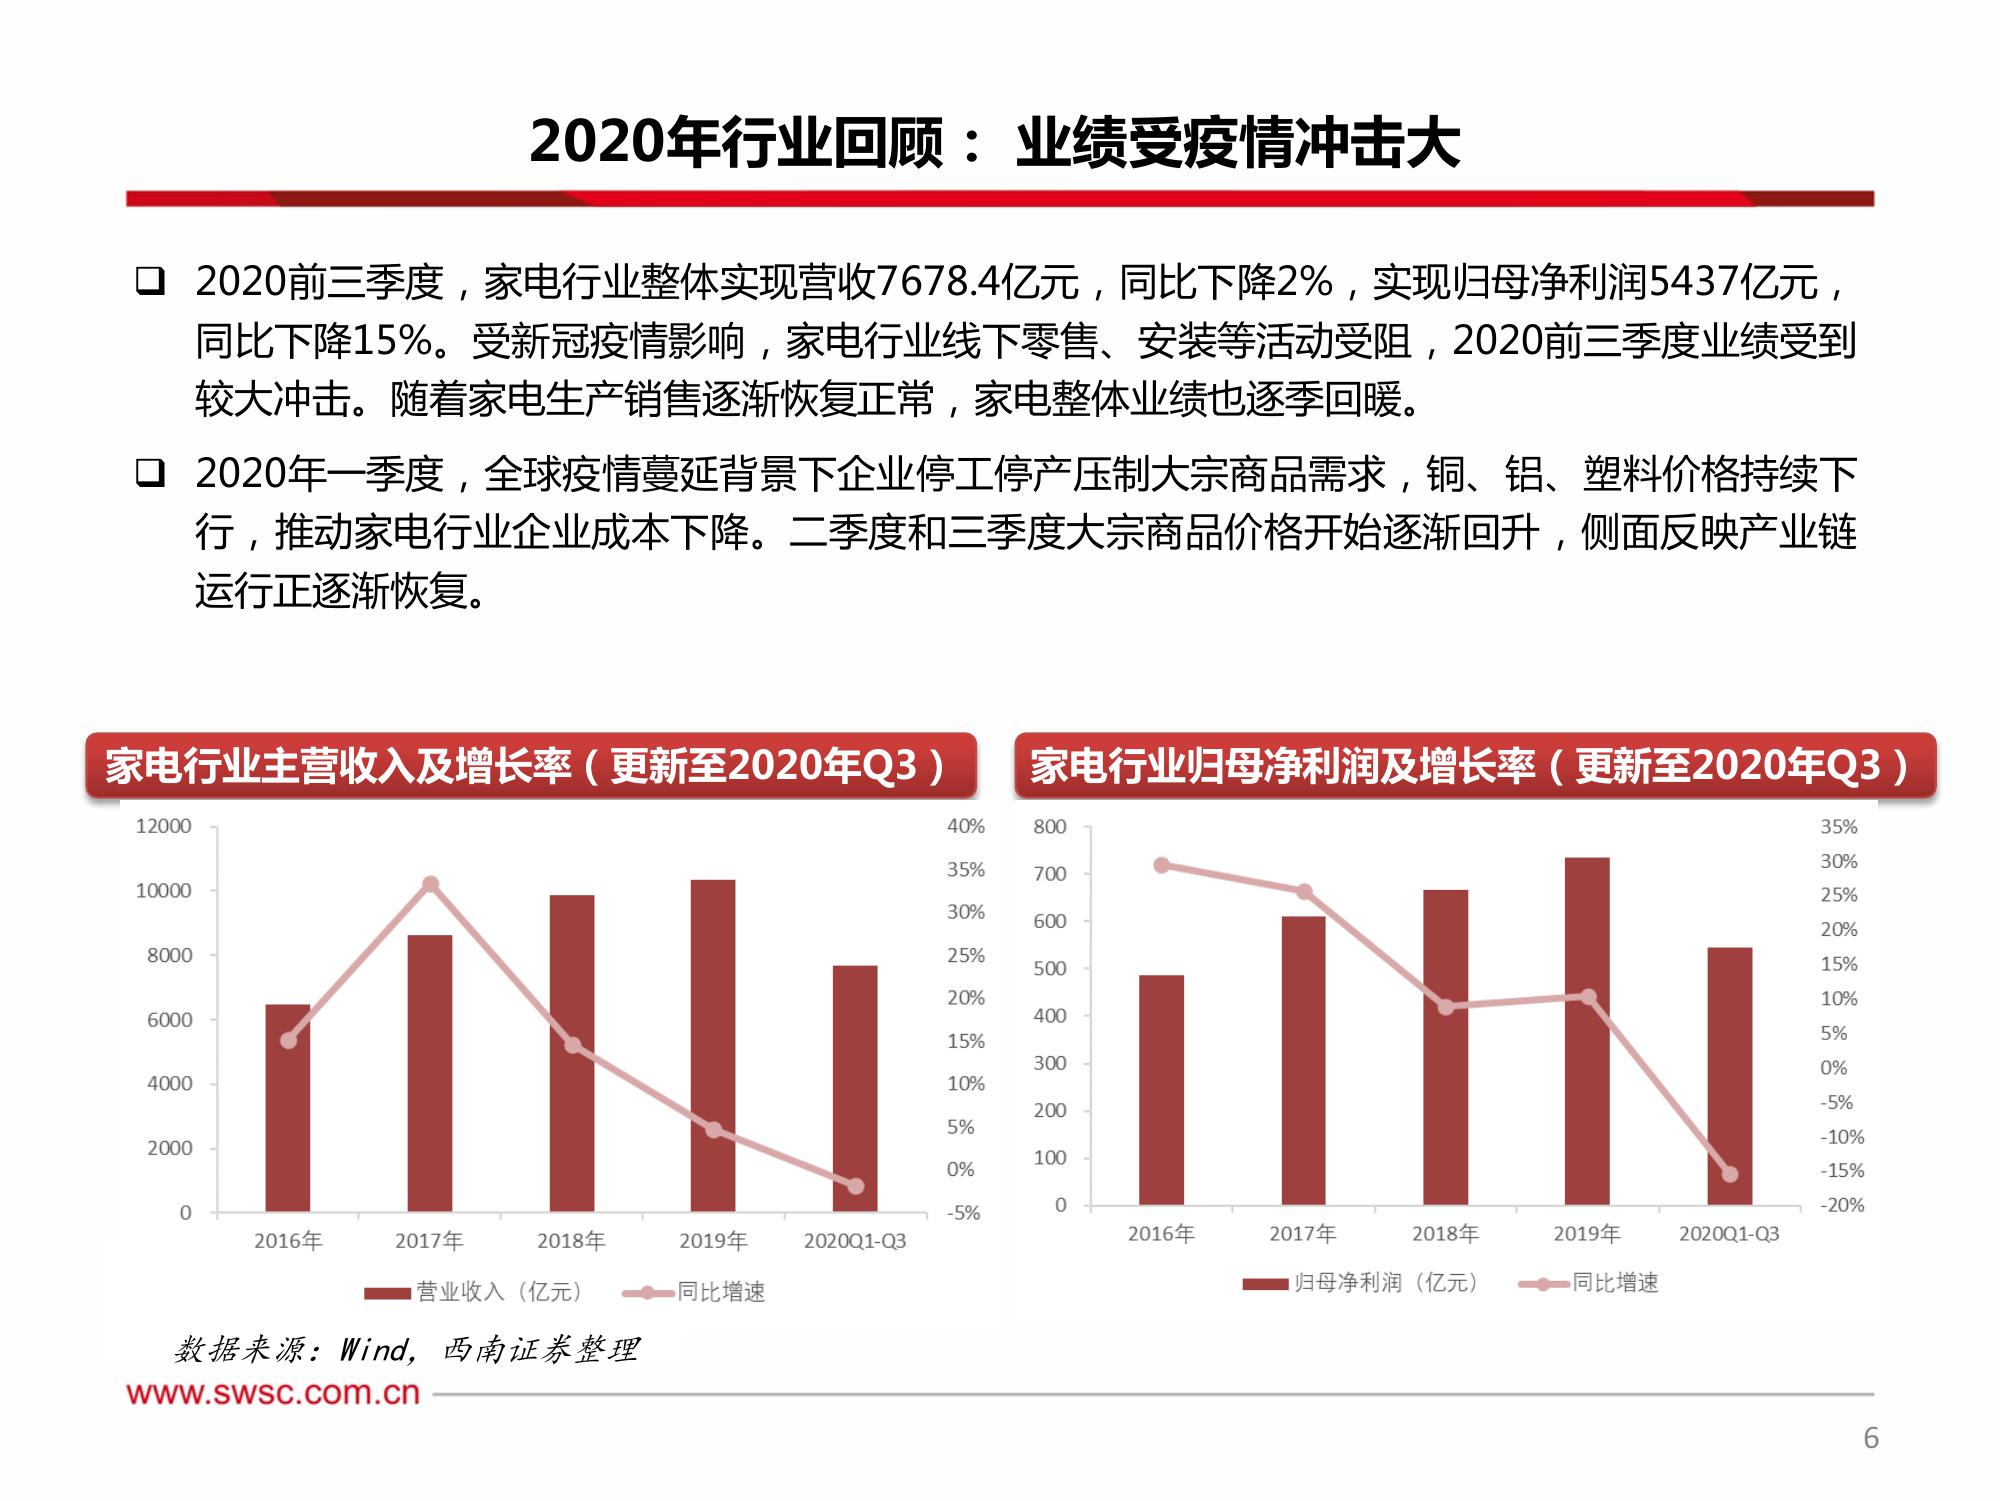 2020年行业回顾： 业绩受疫情冲击大
2020前三季度，家电行业整体实现营收7678.4亿元，同比下降2%，实现归母净利润5437亿元，
同比下降15%。受新冠疫情影响，家电行业线下零售、安装等活动受阻，2020前三季度业绩受到
较大冲击。随着家电生产销售逐渐恢复正常，家电整体业绩也逐季回暖。
2020年一季度，全球疫情蔓延背景下企业停工停产压制大宗商品需求，铜、铝、塑料价格持续下
行，推动家电行业企业成本下降。二季度和三季度大宗商品价格开始逐渐回升，侧面反映产业链
运行正逐渐恢复。
家电行业主营收入及增长率（更新至2020年Q3）
12000
10000
8000
6000
4000
2000
0
40%
35%
30%
25%
20%
15%
10%
5%
0%
-5%
2016年 2017年 2018年 2019年 2020Q1-Q3
营业收入（亿元） 同比增速
家电行业归母净利润及增长率（更新至2020年Q3）
800
700
600
500
400
300
200
100
0
35%
30%
25%
20%
15%
10%
5%
0%
-5%
-10%
-15%
-20%
2016年 2017年 2018年 2019年 2020Q1-Q3
归母净利润（亿元） 同比增速
数据来源：Wind，西南证券整理
www.swsc.com.cn
6